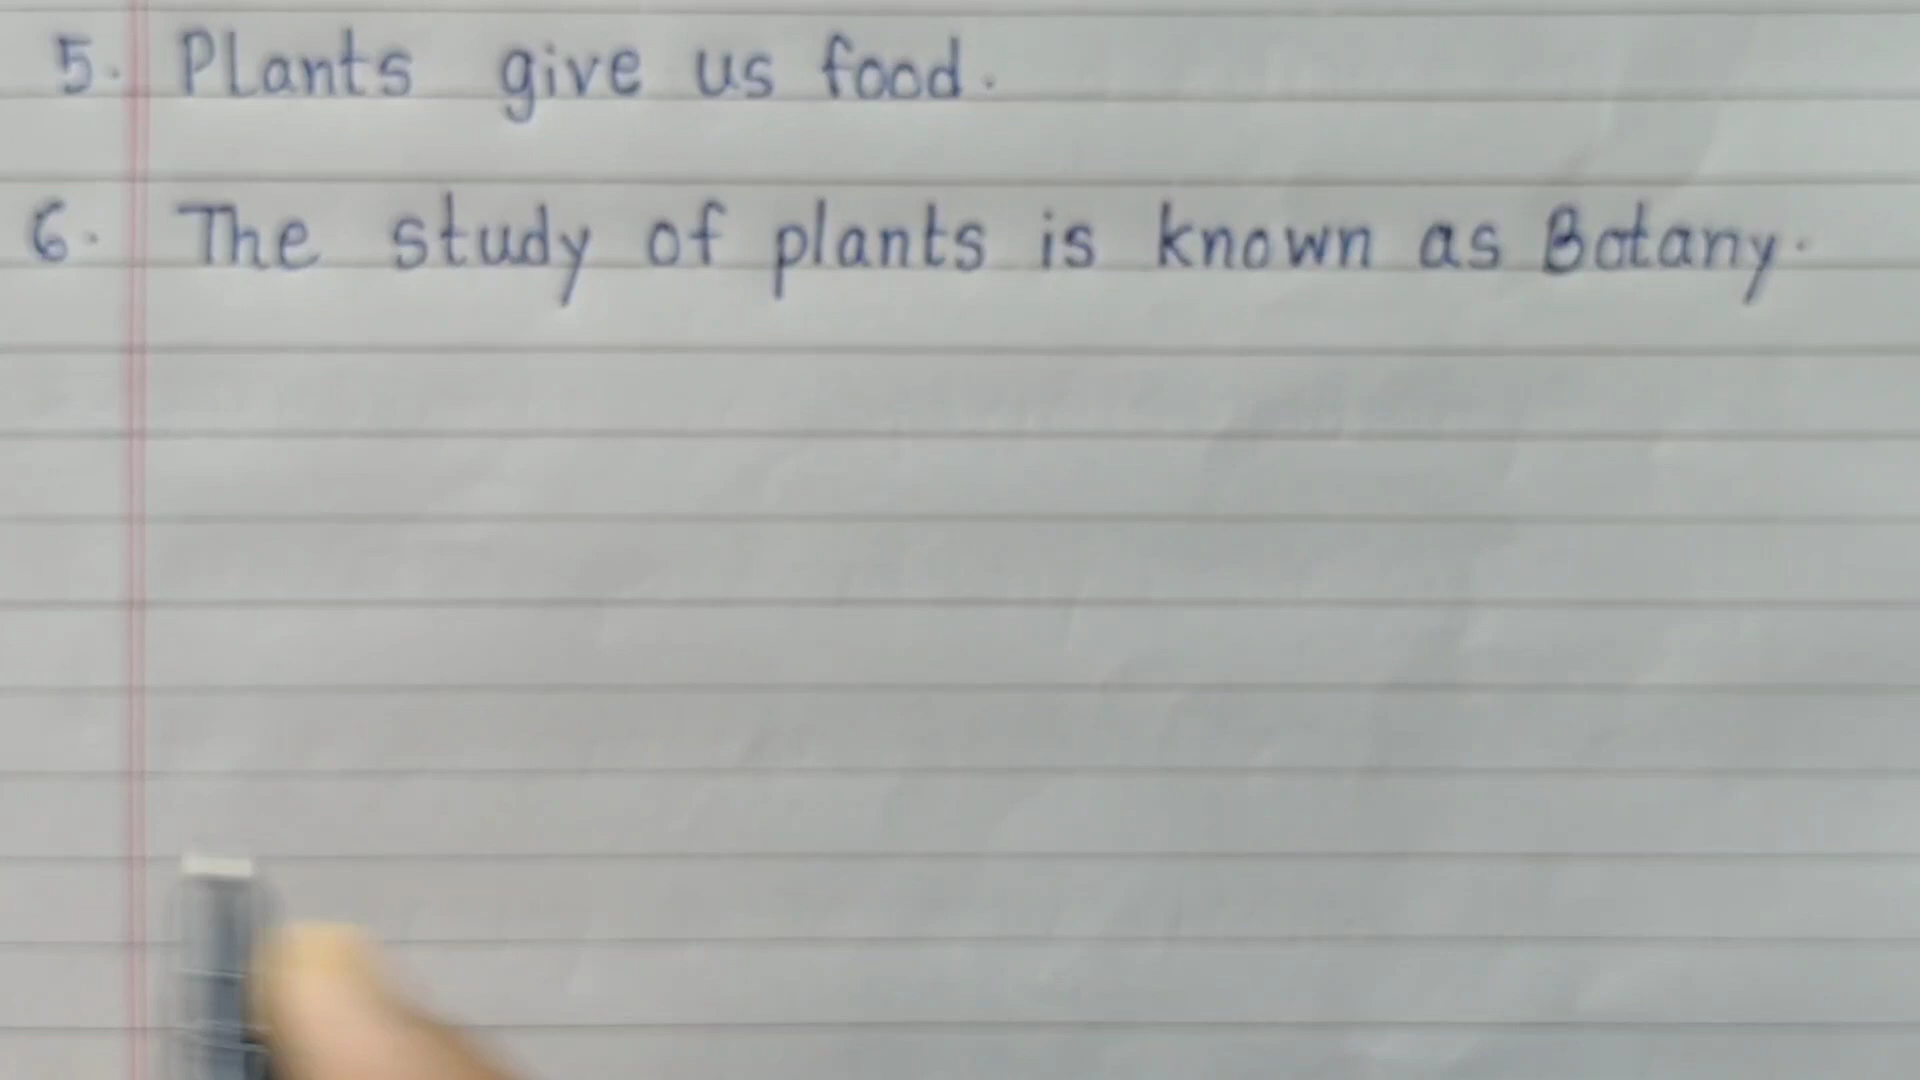 5. Plants give us food.
6. The study of plants is known as Botany.